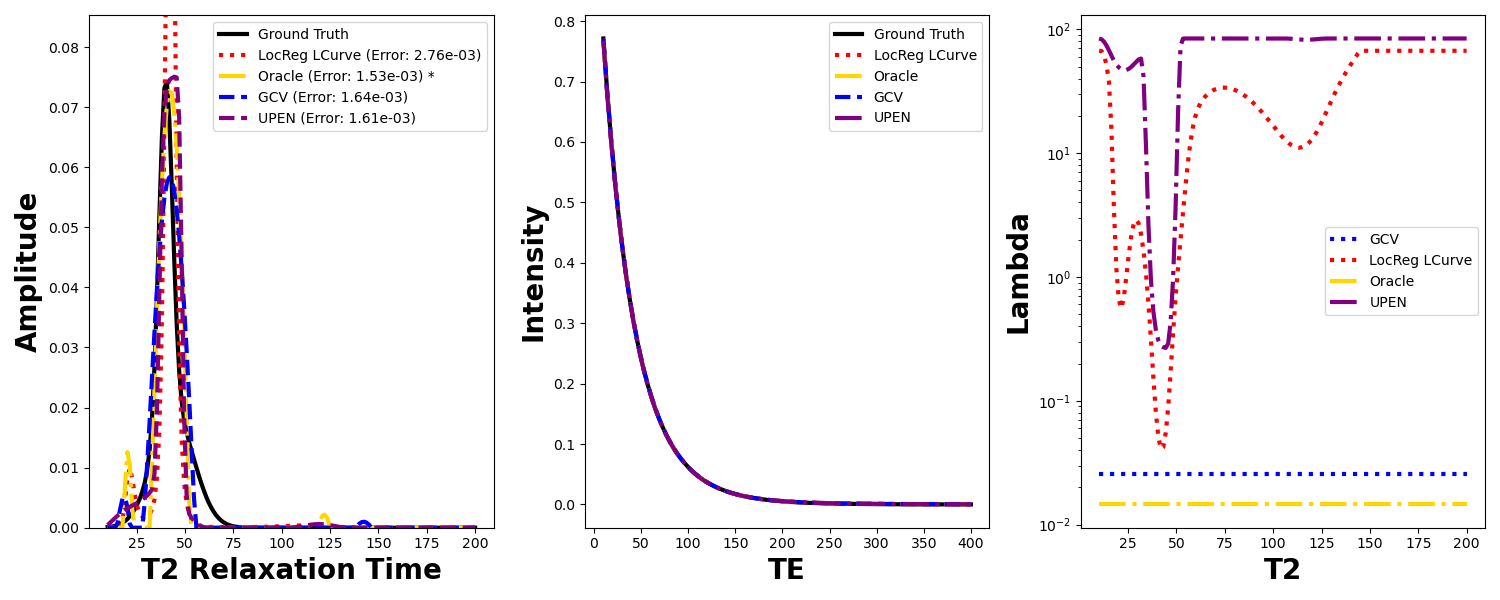 Amplitude
0.08
0.07
0.06
0.05
0.04
0.03
0.02
0.01
0.00
Ground Truth
LocReg LCurve (Error: 2.76e-03)
Oracle (Error: 1.53e-03) *
GCV (Error: 1.64e-03)
UPEN (Error: 1.61e-03)
25 50 75 100 125 150 175 200
T2 Relaxation Time
Intensity
0.8
0.7
0.6
0.5
0.4
0.3
0.2
0.1
0.0
Ground Truth
LocReg LCurve
Oracle
GCV
UPEN
0 50 100 150 200 250 300 350 400
TE
Lambda
10²
10¹
10⁰
10⁻¹
10⁻²
GCV
LocReg LCurve
Oracle
UPEN
25 50 75 100 125 150 175 200
T2